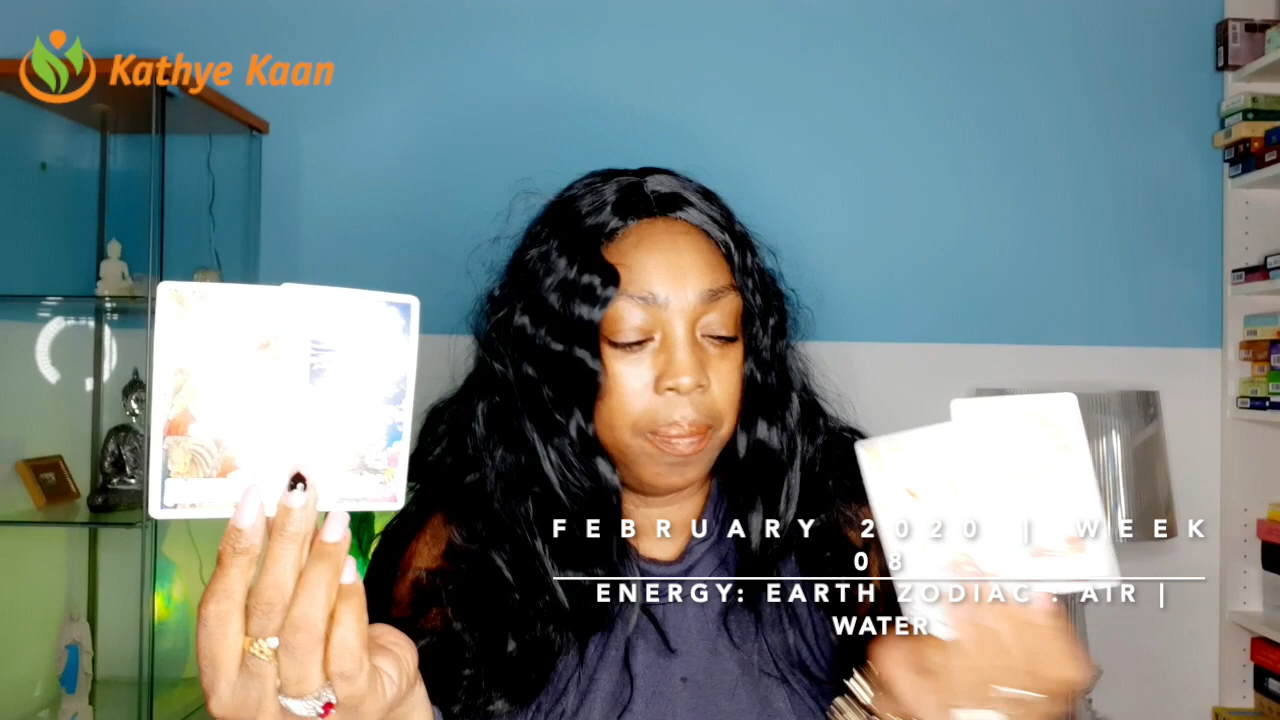 Kathye Kaan
FEBRUARY 2020 | WEEK
08
ENERGY: EARTH ZODIAC : AIR |
WATER